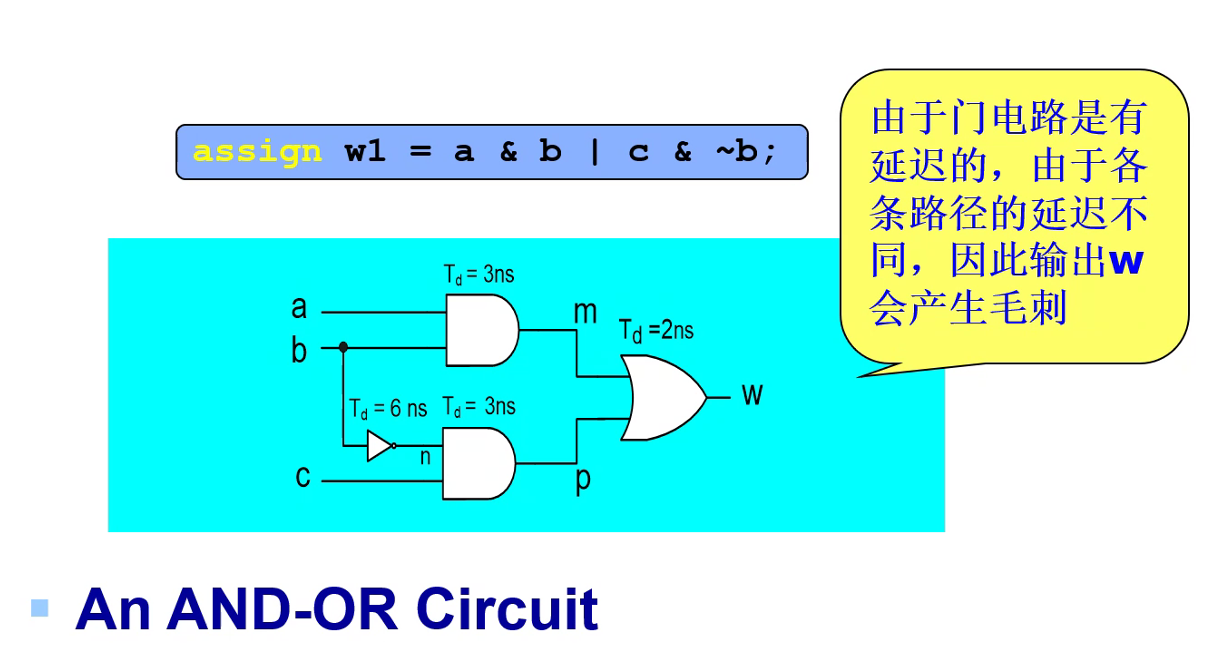 assign w1 = a & b | c & ~b;
由于门电路是有
延迟的，由于各
条路径的延迟不
同，因此输出w
会产生毛刺
Td = 3ns
a
m
Td =2ns
b
w
Td = 6 ns
Td = 3ns
n
c
p
An AND-OR Circuit